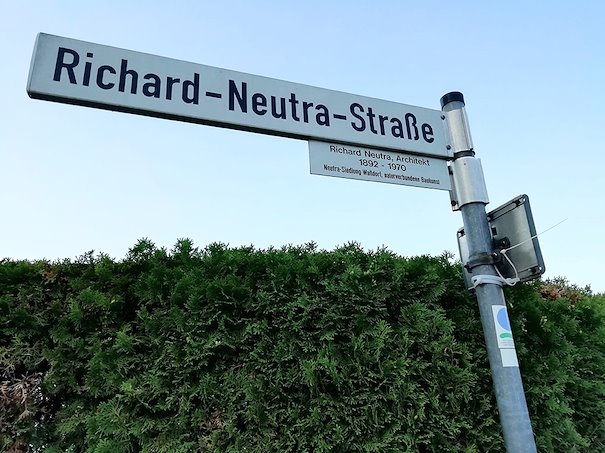 Richard-Neutra-Straße
Richard Neutra, Architekt
1892 - 1970
Neutra-Siedlung Walldorf, naturverbundene Baukunst